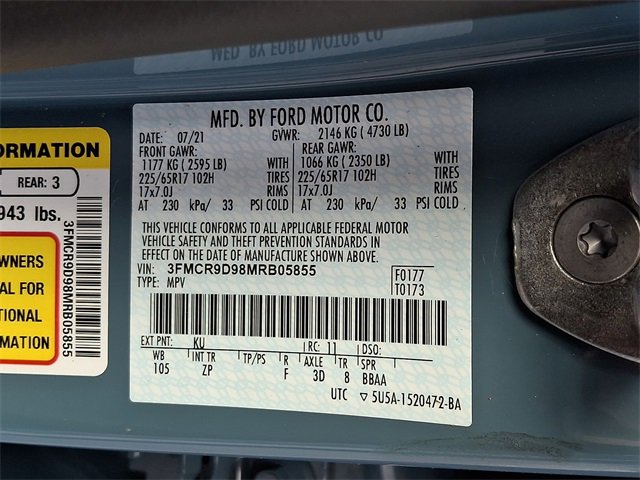 WED BY FORD MOTOR CO
MFD. BY FORD MOTOR CO.
DATE: 07/21 GVWR: 2146 KG ( 4730 LB)
FRONT GAWR: REAR GAWR:
1177 KG ( 2595 LB) WITH 1066 KG ( 2350 LB) WITH
225/65R17 102H TIRES 225/65R17 102H TIRES
17x7.0J RIMS 17x7.0J RIMS
AT 230 kPa/ 33 PSI COLD AT 230 kPa/ 33 PSI COLD
THIS VEHICLE CONFORMS TO ALL APPLICABLE FEDERAL MOTOR
VEHICLE SAFETY AND THEFT PREVENTION STANDARDS IN
EFFECT ON THE DATE OF MANUFACTURE SHOWN ABOVE.
VIN: 3FMCR9D98MRB05855 F0177
TYPE: MPV T0173
EXT PNT: KU RC: 11 DSO:
WB INT TR TP/PS R AXLE TR SPR
105 ZP F 3D 8 BBAA
UTC ▽ 5U5A-1520472-BA
ORMATION
REAR: 3
943 lbs.
WNERS
AL FOR
TIONAL
RMATION
3FMCR9D98MRB05855